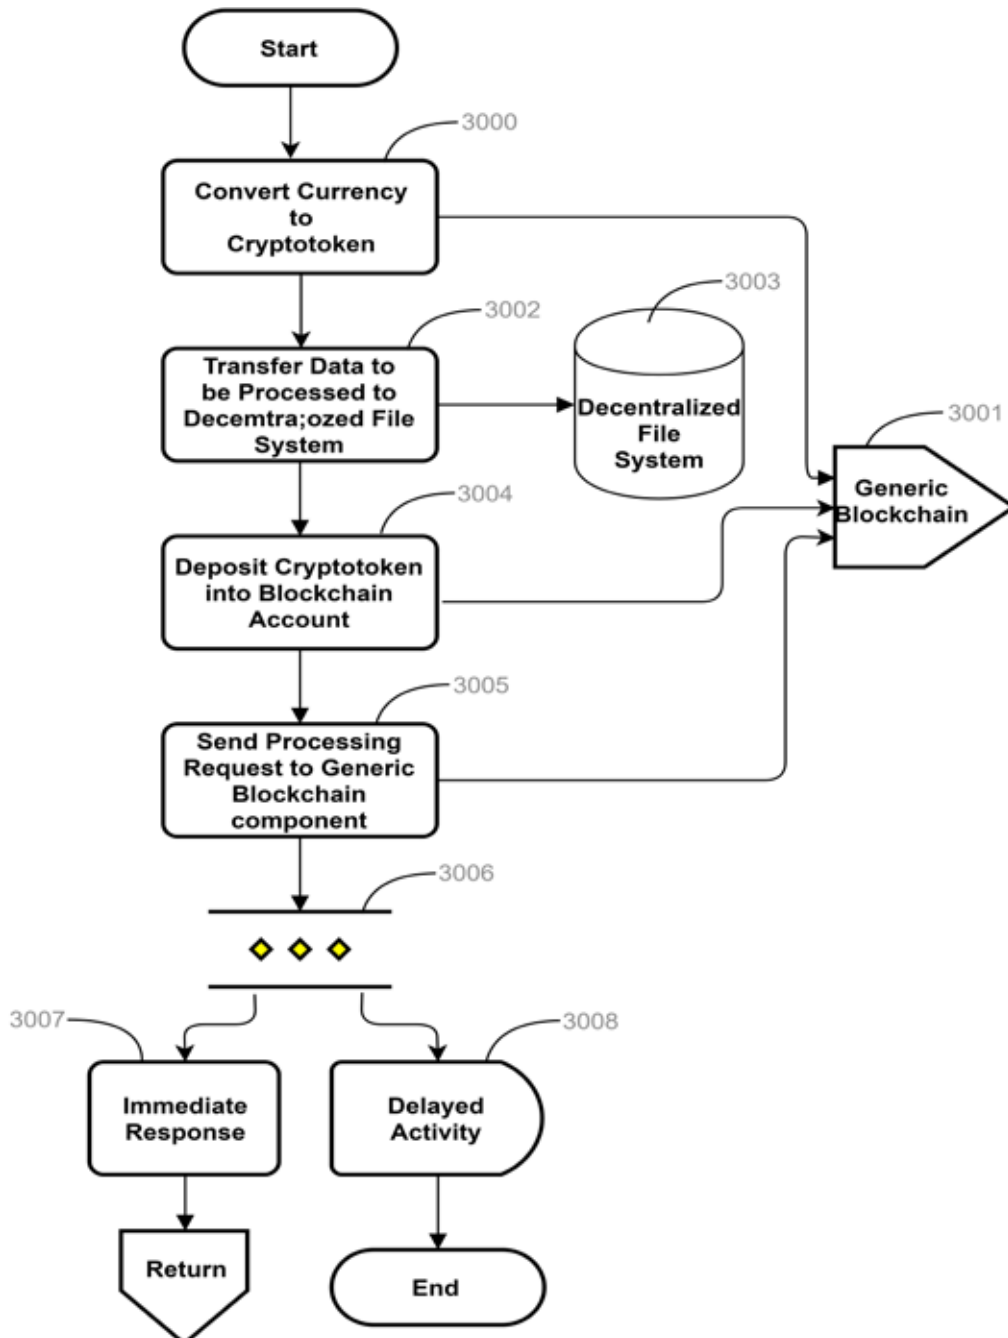 Start
3000
Convert Currency
to
Cryptotoken
3002
3003
Transfer Data to
be Processed to
Decemtra;ozed File
System
Decentralized
File
System
3001
Generic
Blockchain
3004
Deposit Cryptotoken
into Blockchain
Account
3005
Send Processing
Request to Generic
Blockchain
component
3006
3007
3008
Immediate
Response
Delayed
Activity
Return
End